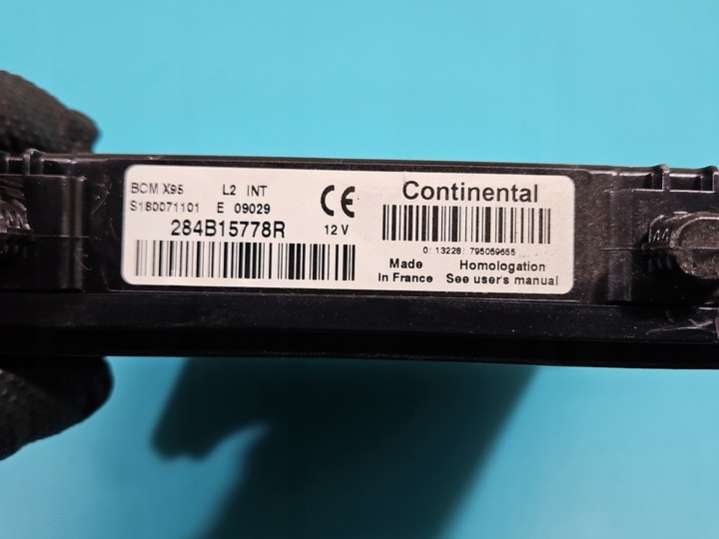 BCM X95 L2 INT
S180071101 E 09029
284B15778R 12 V
CE
Continental
0 13228 795059655
Made in France
Homologation
See user's manual